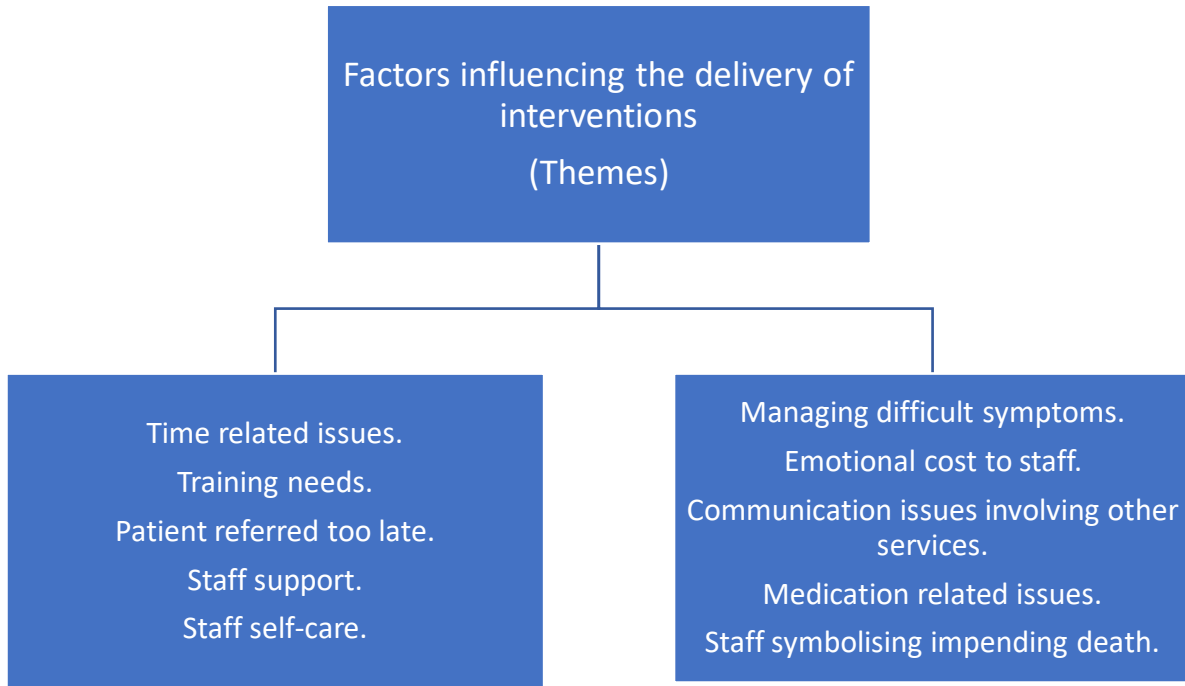 Factors influencing the delivery of
interventions
(Themes)
Time related issues.
Training needs.
Patient referred too late.
Staff support.
Staff self-care.
Managing difficult symptoms.
Emotional cost to staff.
Communication issues involving other
services.
Medication related issues.
Staff symbolising impending death.